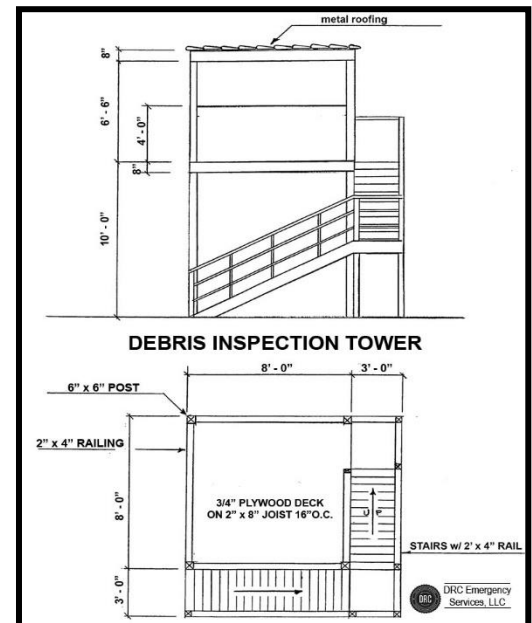 metal roofing
8"
6' - 6"
4' - 0"
8"
10' - 0"
DEBRIS INSPECTION TOWER
8' - 0"
3' - 0"
6" x 6" POST
2" x 4" RAILING
8' - 0"
3/4" PLYWOOD DECK
ON 2" x 8" JOIST 16"O.C.
UP
STAIRS w/ 2' x 4" RAIL
3' - 0"
DRC
DRC Emergency
Services, LLC